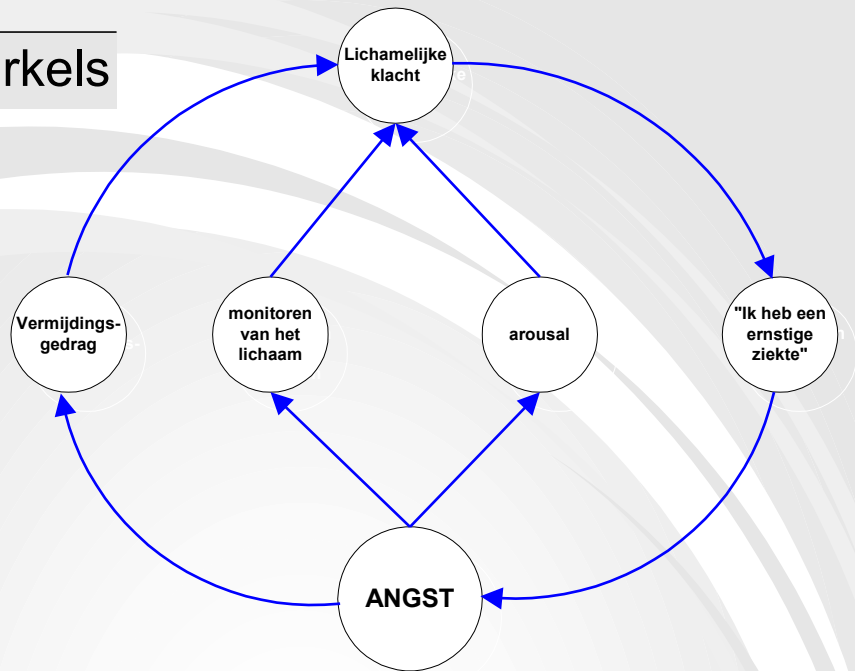 rkels
Lichamelijke
klacht
Vermijdings-
gedrag
monitoren
van het
lichaam
arousal
"Ik heb een
ernstige
ziekte"
ANGST